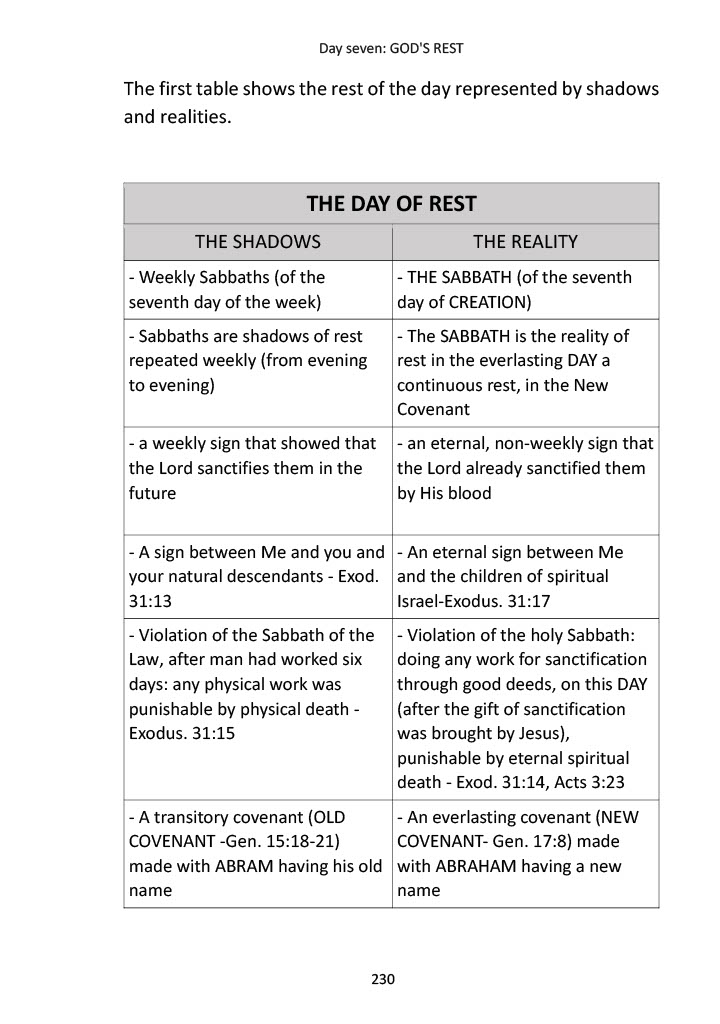 Day seven: GOD'S REST
The first table shows the rest of the day represented by shadows
and realities.
THE DAY OF REST
THE SHADOWS
THE REALITY
- Weekly Sabbaths (of the
seventh day of the week)
- THE SABBATH (of the seventh
day of CREATION)
- Sabbaths are shadows of rest
repeated weekly (from evening
to evening)
- The SABBATH is the reality of
rest in the everlasting DAY a
continuous rest, in the New
Covenant
- a weekly sign that showed that
the Lord sanctifies them in the
future
- an eternal, non-weekly sign that
the Lord already sanctified them
by His blood
- A sign between Me and you and
your natural descendants - Exod.
31:13
- An eternal sign between Me
and the children of spiritual
Israel-Exodus. 31:17
- Violation of the Sabbath of the
Law, after man had worked six
days: any physical work was
punishable by physical death -
Exodus. 31:15
- Violation of the holy Sabbath:
doing any work for sanctification
through good deeds, on this DAY
(after the gift of sanctification
was brought by Jesus),
punishable by eternal spiritual
death - Exod. 31:14, Acts 3:23
- A transitory covenant (OLD
COVENANT -Gen. 15:18-21)
made with ABRAM having his old
name
- An everlasting covenant (NEW
COVENANT- Gen. 17:8) made
with ABRAHAM having a new
name
230